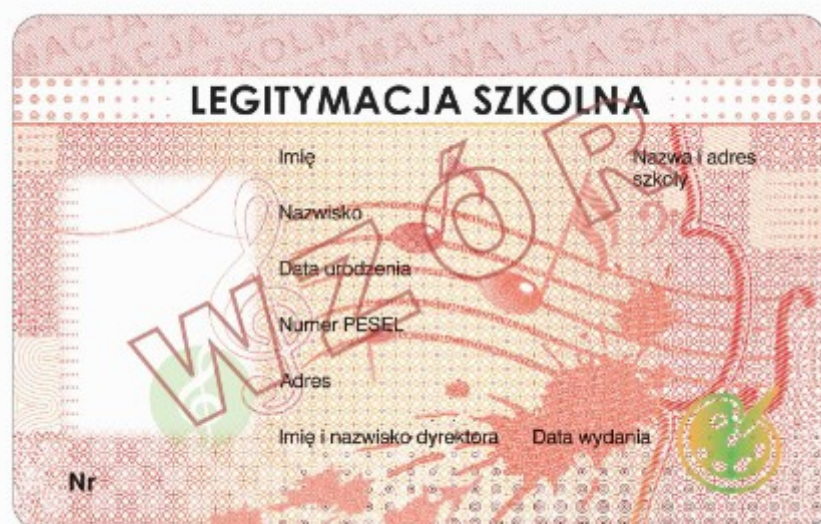 LEGITYMACJA SZKOLNA
Imię
Nazwa i adres
szkoły
Nazwisko
Data urodzenia
Numer PESEL
Adres
Imię i nazwisko dyrektora Data wydania
Nr
WZÓR